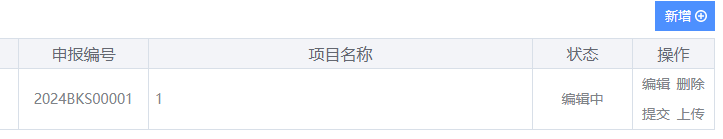 新增
申报编号 项目名称 状态 操作
2024BKS00001 1 编辑中 编辑 删除
提交 上传